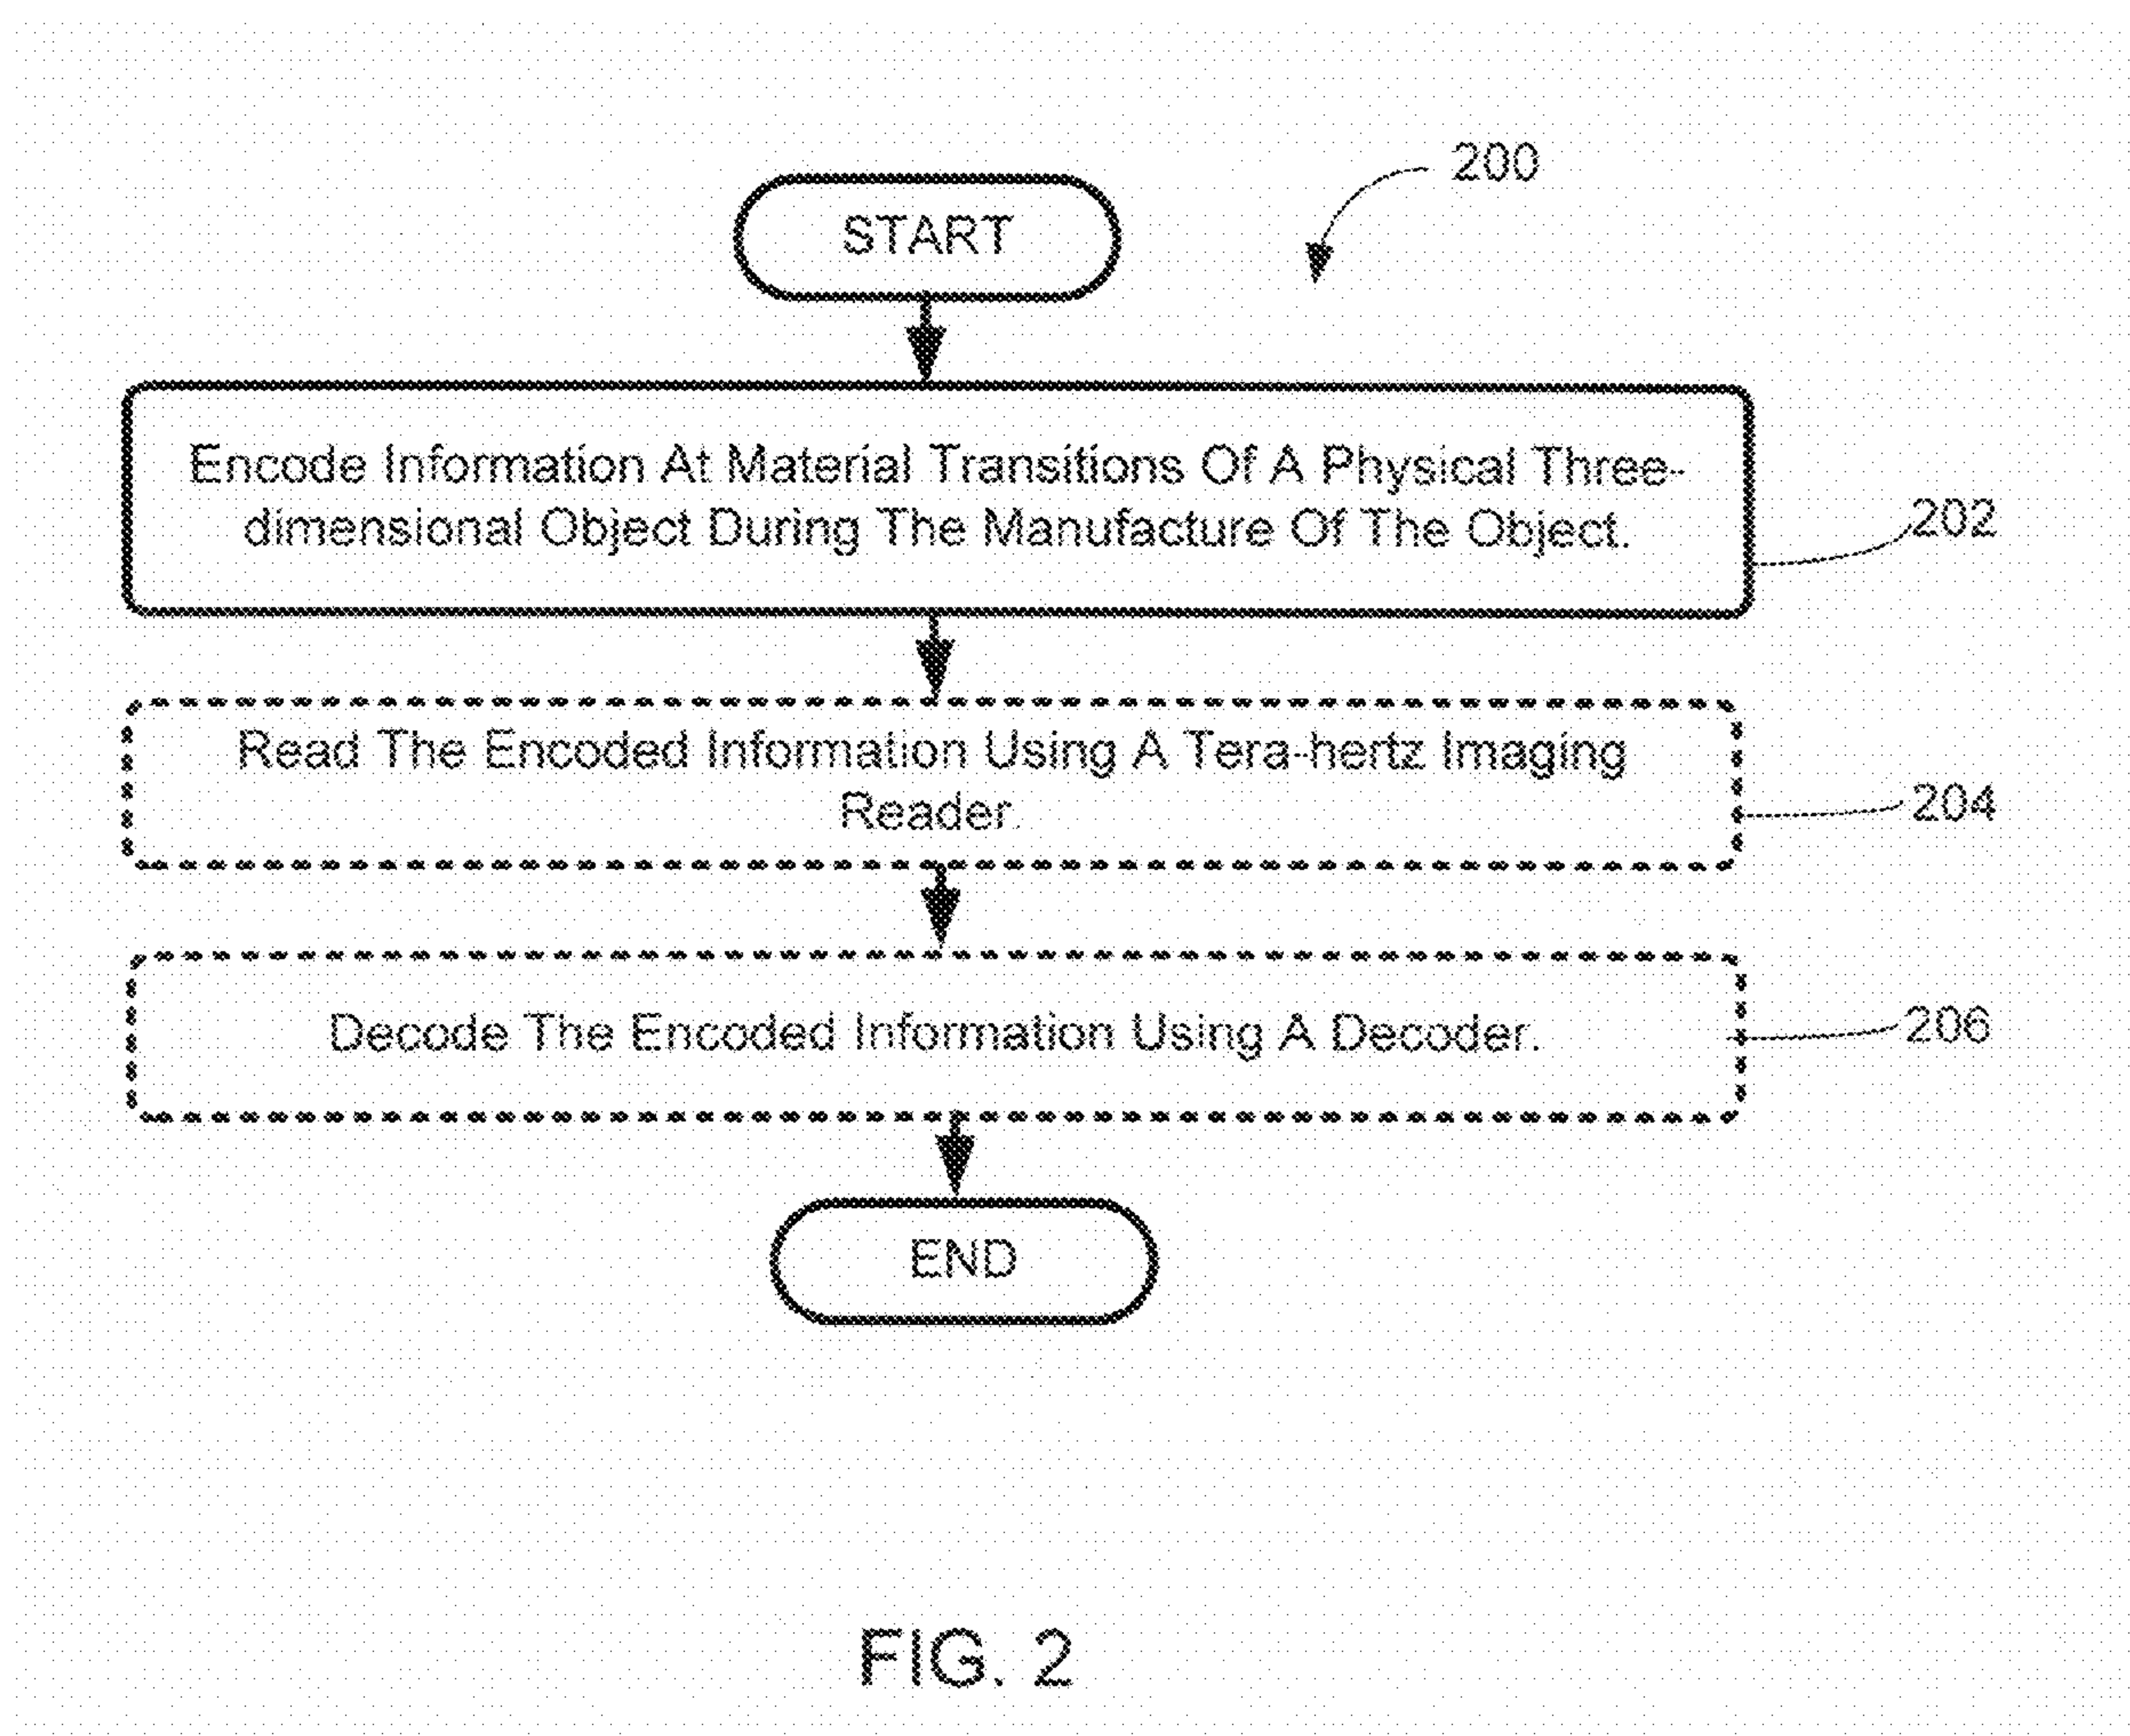 200
START
Encode Information At Material Transitions Of A Physical Three-
dimensional Object During The Manufacture Of The Object.
202
Read The Encoded Information Using A Tera-hertz Imaging
Reader.
204
Decode The Encoded Information Using A Decoder.
206
END
FIG. 2